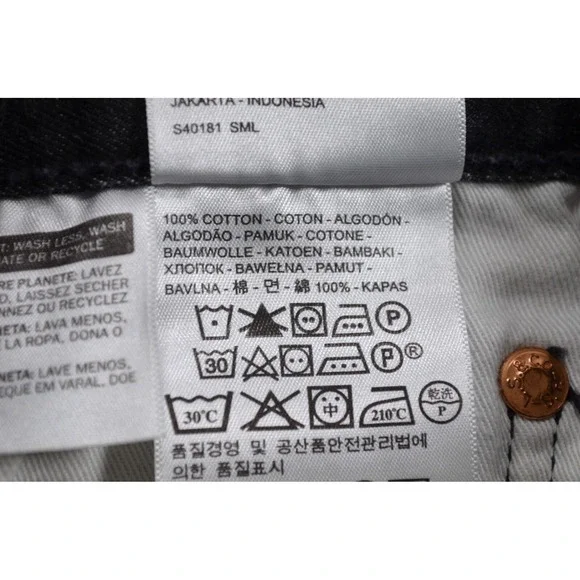 JAKARTA - INDONESIA
S40181 SML
: WASH LESS, WASH
ATE OR RECYCLE
RE PLANETE: LAVEZ
D, LAISSEZ SECHER
NNEZ OU RECYCLEZ
NETA: LAVA MENOS,
LA ROPA, DONA O
NETA: LAVE MENOS,
EQUE EM VARAL, DOE
100% COTTON - COTON - ALGODÓN -
ALGODÃO - PAMUK - COTONE -
BAUMWOLLE - KATOEN - BAMBAKI -
ХЛОПОК - BAWEŁNA - PAMUT -
BAVLNA - 棉 - 면 - 綿 100% - KAPAS
P
30 P ®
30°C 中 210°C 乾洗 P
품질경영 및 공산품안전관리법에
의한 품질표시